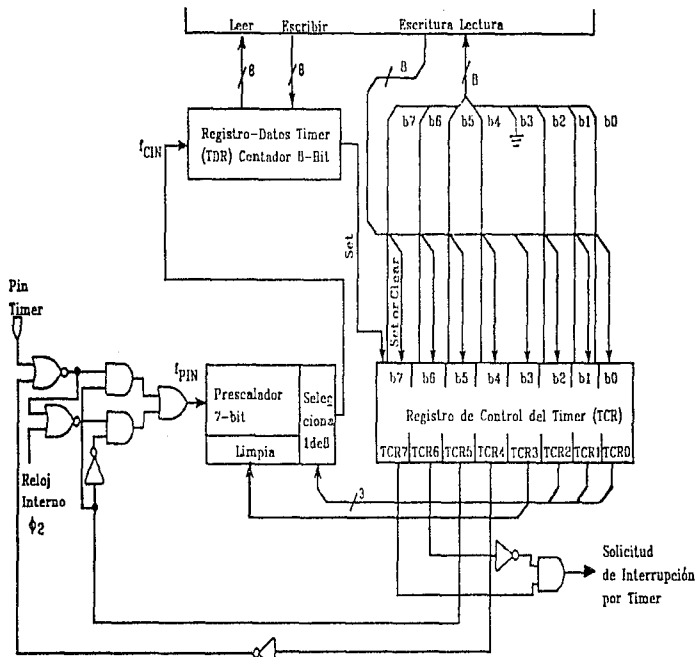 Leer Escribir Escritura Lectura
8 8 8 8
b7 b6 b5 b4 b3 b2 b1 b0
Registro-Datos Timer
(TDR) Contador 8-Bit
fCIN
Set
Set or Clear
Pin
Timer
fPIN
Prescalador
7-bit
Limpia
Selec
ciona
1de8
b7 b6 b5 b4 b3 b2 b1 b0
Registro de Control del Timer (TCR)
TCR7 TCR6 TCR5 TCR4 TCR3 TCR2 TCR1 TCR0
3
Reloj
Interno
ϕ2
Solicitud
de Interrupción
por Timer